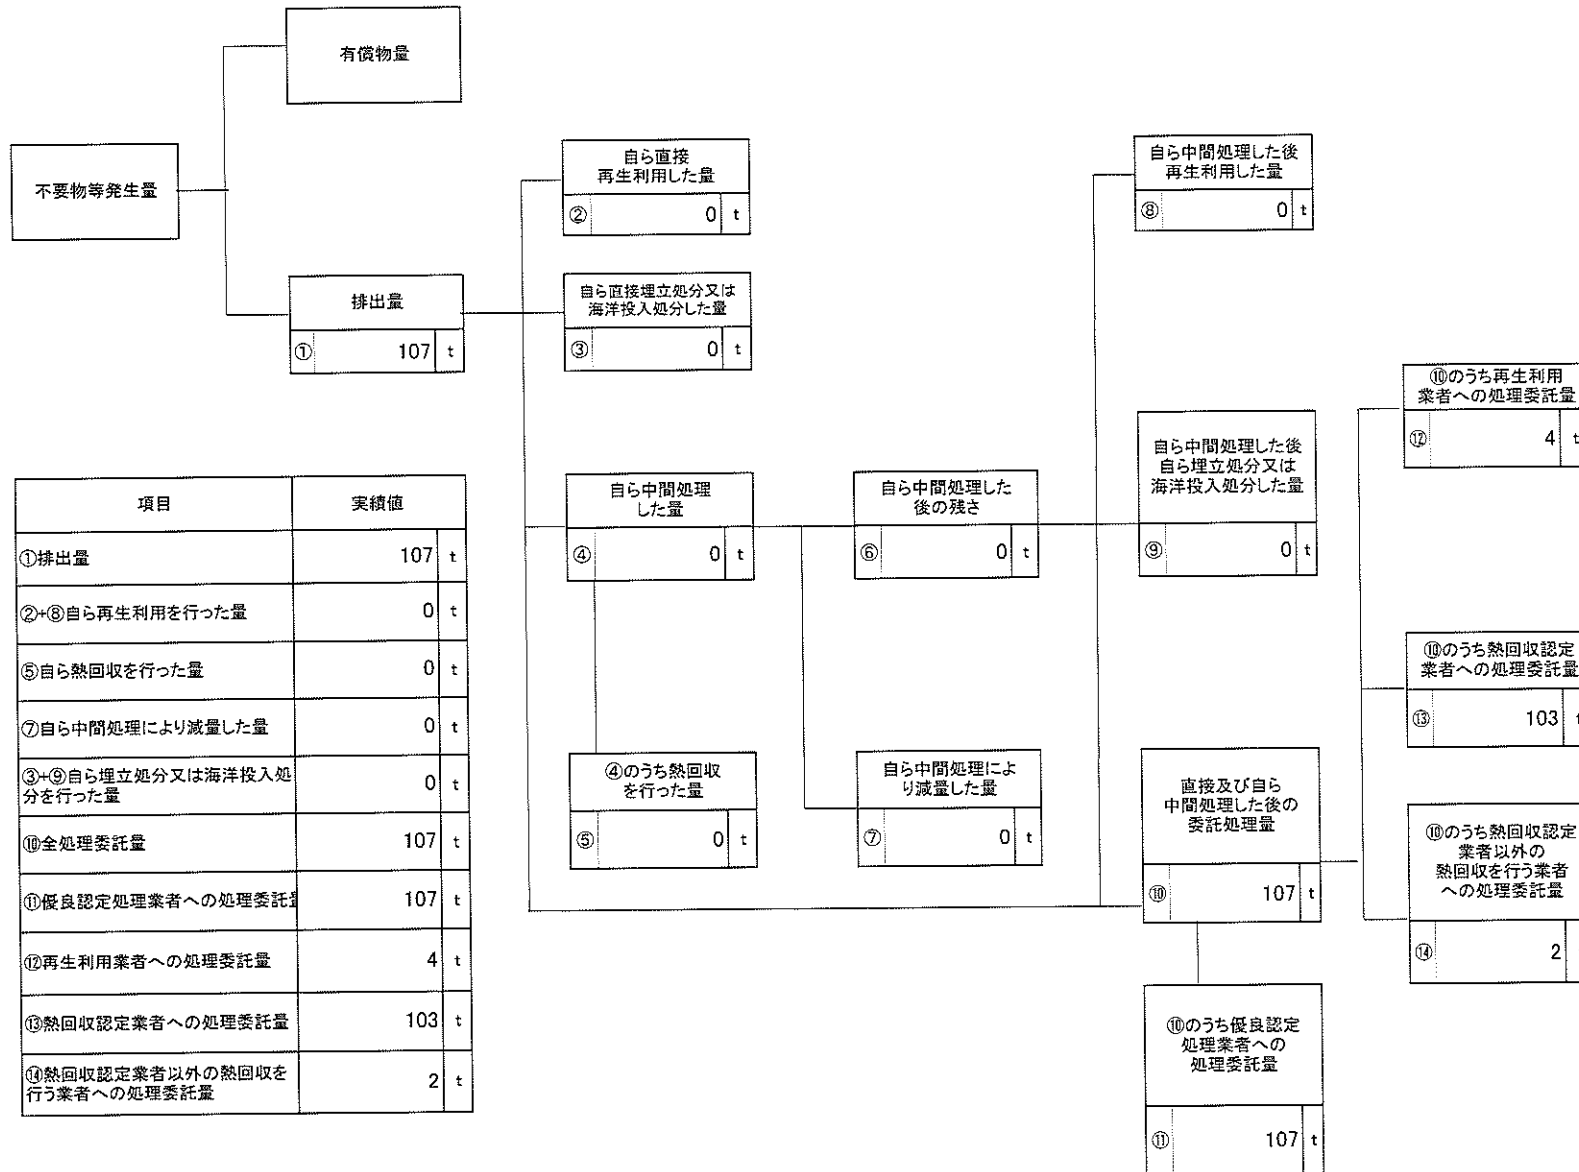 有償物量
不要物等発生量
排出量
① 107 t
自ら直接
再生利用した量
② 0 t
自ら直接埋立処分又は
海洋投入処分した量
③ 0 t
自ら中間処理
した量
④ 0 t
④のうち熱回収
を行った量
⑤ 0 t
自ら中間処理した
後の残さ
⑥ 0 t
自ら中間処理によ
り減量した量
⑦ 0 t
自ら中間処理した後
再生利用した量
⑧ 0 t
自ら中間処理した後
自ら埋立処分又は
海洋投入処分した量
⑨ 0 t
直接及び自ら
中間処理した後の
委託処理量
⑩ 107 t
⑩のうち優良認定
処理業者への
処理委託量
⑪ 107 t
⑩のうち再生利用
業者への処理委託量
⑫ 4 t
⑩のうち熱回収認定
業者への処理委託量
⑬ 103 t
⑩のうち熱回収認定
業者以外の
熱回収を行う業者
への処理委託量
⑭ 2
項目 実績値
①排出量 107 t
②+⑧自ら再生利用を行った量 0 t
⑤自ら熱回収を行った量 0 t
⑦自ら中間処理により減量した量 0 t
③+⑨自ら埋立処分又は海洋投入処
分を行った量 0 t
⑩全処理委託量 107 t
⑪優良認定処理業者への処理委託量 107 t
⑫再生利用業者への処理委託量 4 t
⑬熱回収認定業者への処理委託量 103 t
⑭熱回収認定業者以外の熱回収を
行う業者への処理委託量 2 t